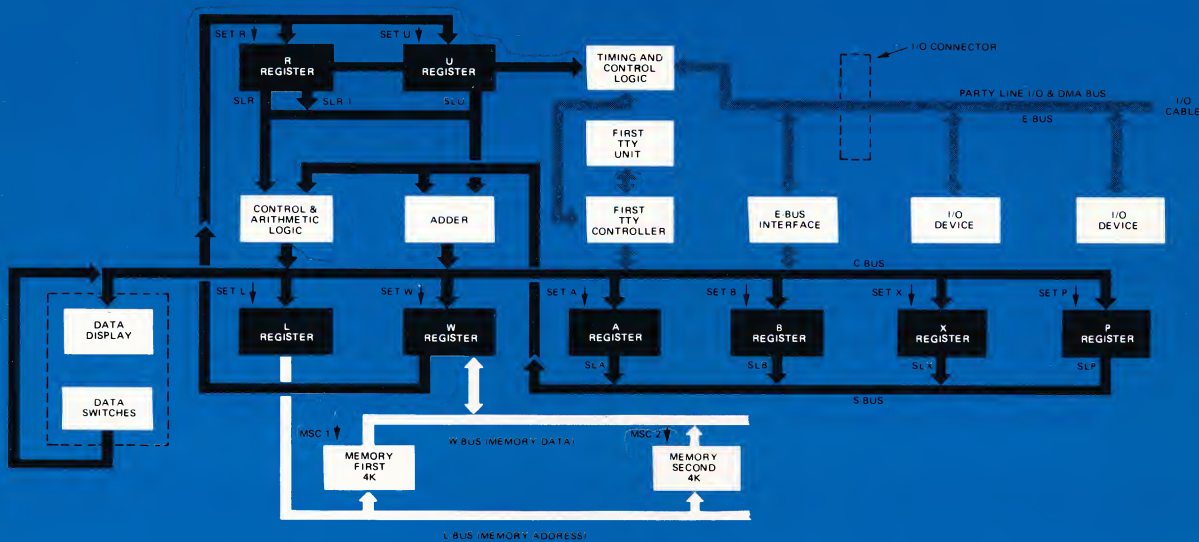 SET R
SET U
R
REGISTER
U
REGISTER
TIMING AND
CONTROL
LOGIC
I/O CONNECTOR
SLR
SLR 1
SLU
PARTY LINE I/O & DMA BUS
E-BUS
I/O
CABLE
FIRST
TTY
UNIT
CONTROL &
ARITHMETIC
LOGIC
ADDER
FIRST
TTY
CONTROLLER
E-BUS
INTERFACE
I/O
DEVICE
I/O
DEVICE
C BUS
SET L
SET W
SET A
SET B
SET X
SET P
DATA
DISPLAY
L
REGISTER
W
REGISTER
A
REGISTER
B
REGISTER
X
REGISTER
P
REGISTER
SLA
SLB
SLX
SLP
S BUS
DATA
SWITCHES
MSC 1
W BUS (MEMORY DATA)
MSC 2
MEMORY
FIRST
4K
MEMORY
SECOND
4K
L BUS (MEMORY ADDRESS)